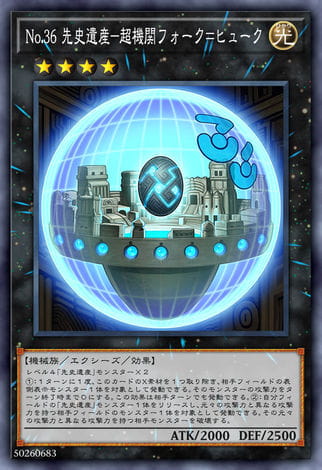 No.36 先史遺産-超機関フォーク=ヒューク
光
36
【機械族/エクシーズ/効果】
レベル4「先史遺産」モンスター×2
①:1ターンに1度、このカードのX素材を1つ取り除き、相手フィールドの表
側表示モンスター1体を対象として発動できる。そのモンスターの攻撃力をタ
ーン終了時まで0にする。この効果は相手ターンでも発動できる。②:自分フィ
ールドの「先史遺産」モンスター1体をリリースし、元々の攻撃力と異なる攻撃
力を持つ相手フィールドのモンスター1体を対象として発動できる。その元々
の攻撃力と異なる攻撃力を持つモンスターを破壊する。
ATK/2000 DEF/2500
50260683